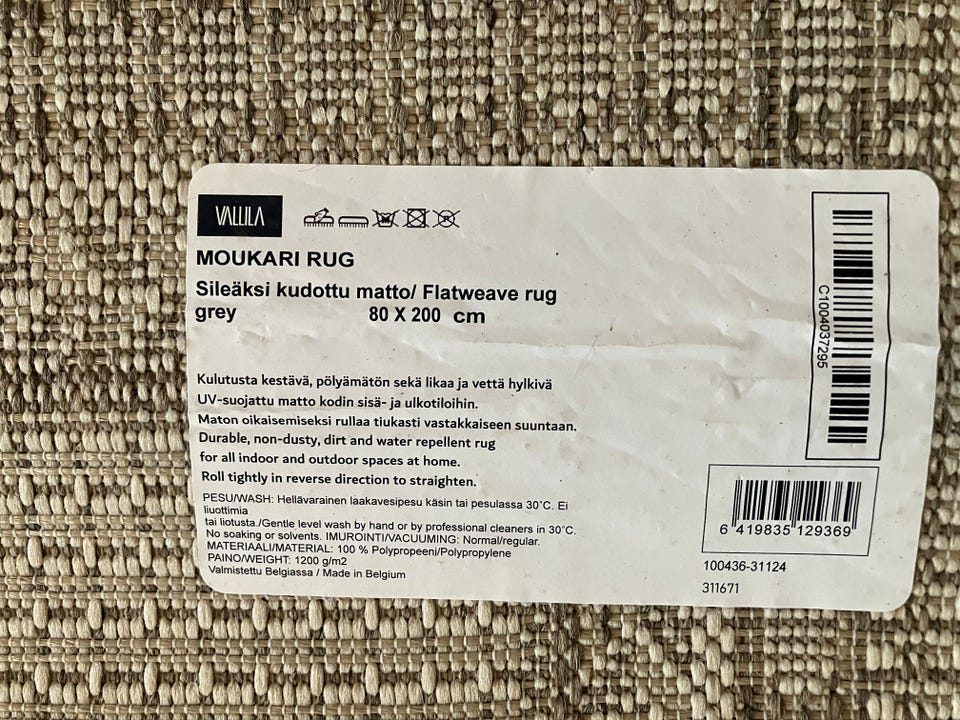 VALLILA
MOUKARI RUG
Sileäksi kudottu matto/ Flatweave rug
grey 80 X 200 cm
Kulutusta kestävä, pölyämätön sekä likaa ja vettä hylkivä
UV-suojattu matto kodin sisä- ja ulkotiloihin.
Maton oikaisemiseksi rullaa tiukasti vastakkaiseen suuntaan.
Durable, non-dusty, dirt and water repellent rug
for all indoor and outdoor spaces at home.
Roll tightly in reverse direction to straighten.
PESU/WASH: Hellävarainen laakavesipesu käsin tai pesulassa 30°C. Ei
liuottimia
tai liotusta./Gentle level wash by hand or by professional cleaners in 30°C.
No soaking or solvents. IMUROINTI/VACUUMING: Normal/regular.
MATERIAALI/MATERIAL: 100 % Polypropeeni/Polypropylene
PAINO/WEIGHT: 1200 g/m2
Valmistettu Belgiassa / Made in Belgium
C1004037295
6 419835 129369
100436-31124
311671